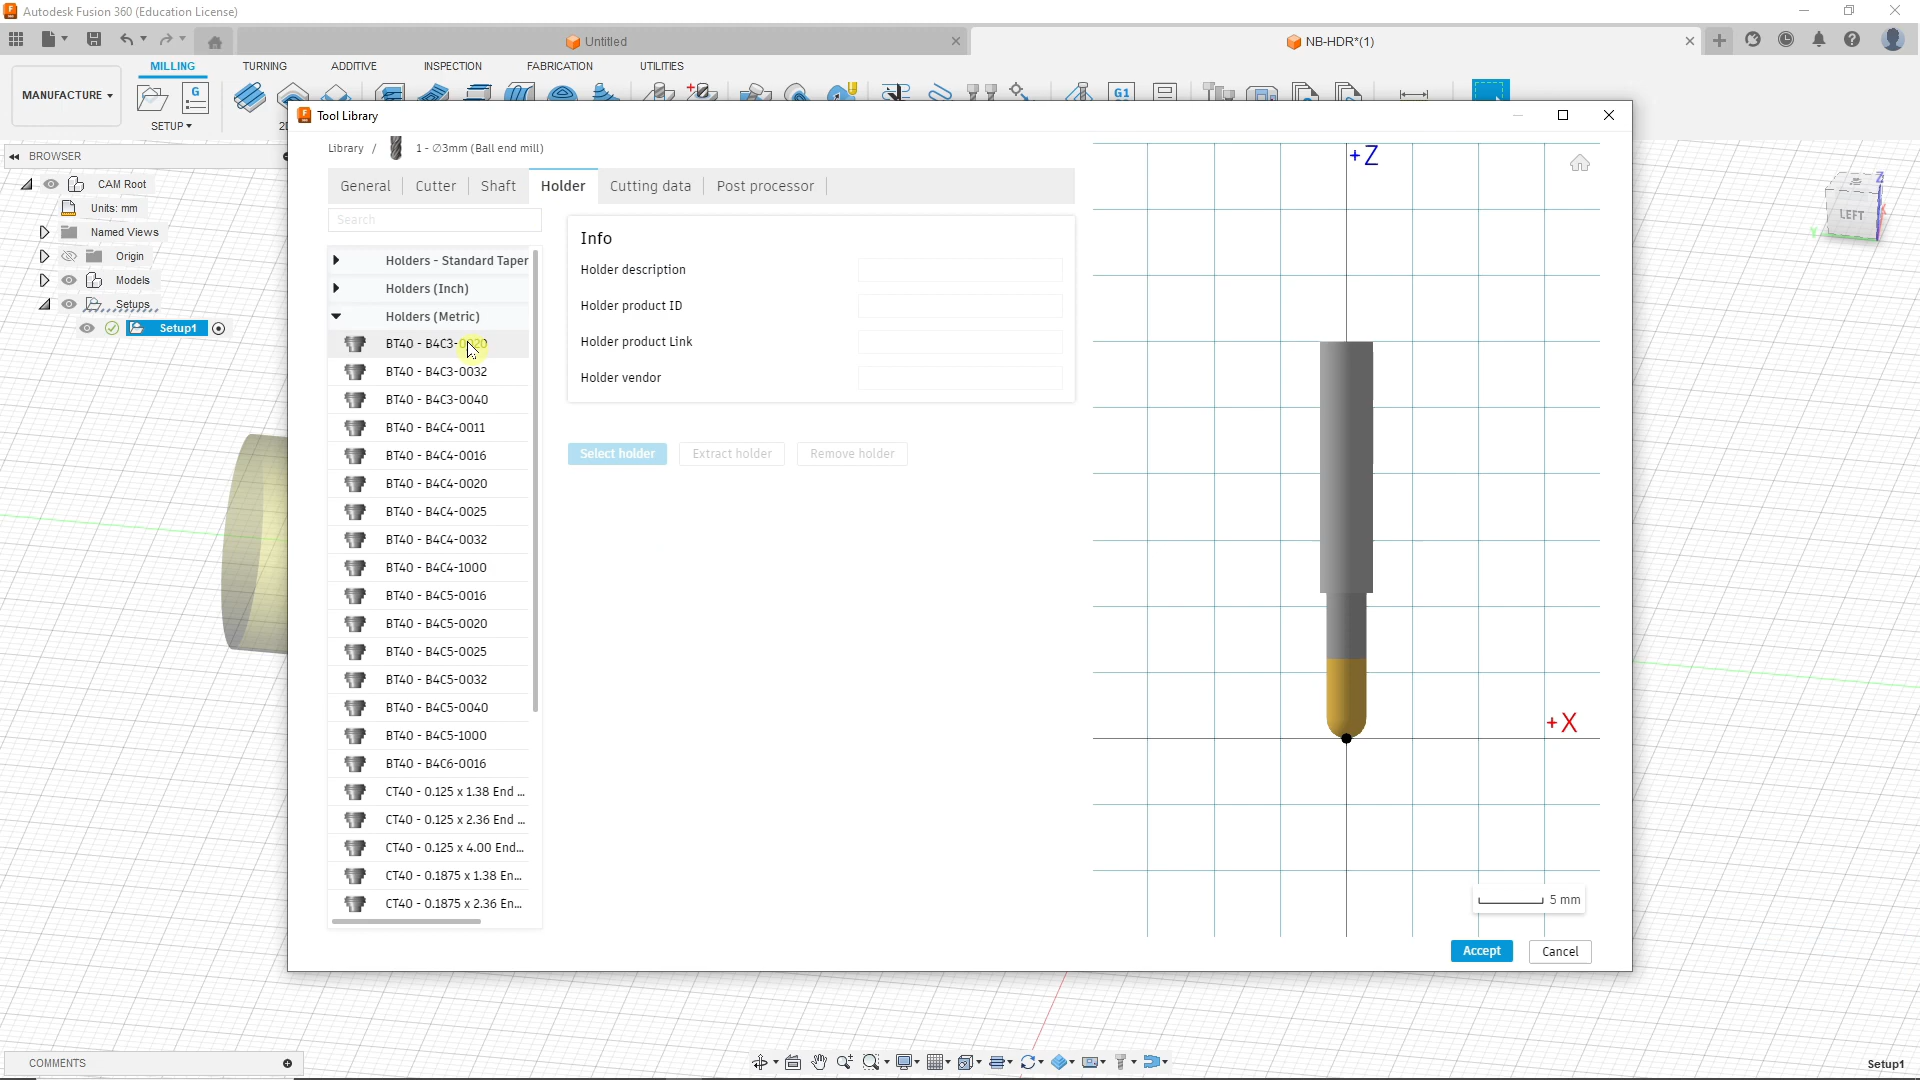 Autodesk Fusion 360 (Education License)
Untitled
NB-HDR*(1)
MILLING
TURNING
ADDITIVE
INSPECTION
FABRICATION
UTILITIES
MANUFACTURE
SETUP
G
G1
2D
BROWSER
CAM Root
Units: mm
Named Views
Origin
Models
Setups
Setup1
Tool Library
Library / 1 - Ø3mm (Ball end mill)
General
Cutter
Shaft
Holder
Cutting data
Post processor
Search
Holders - Standard Taper
Holders (Inch)
Holders (Metric)
BT40 - B4C3-0020
BT40 - B4C3-0032
BT40 - B4C3-0040
BT40 - B4C4-0011
BT40 - B4C4-0016
BT40 - B4C4-0020
BT40 - B4C4-0025
BT40 - B4C4-0032
BT40 - B4C4-1000
BT40 - B4C5-0016
BT40 - B4C5-0020
BT40 - B4C5-0025
BT40 - B4C5-0032
BT40 - B4C5-0040
BT40 - B4C5-1000
BT40 - B4C6-0016
CT40 - 0.125 x 1.38 End ...
CT40 - 0.125 x 2.36 End ...
CT40 - 0.125 x 4.00 End...
CT40 - 0.1875 x 1.38 En...
CT40 - 0.1875 x 2.36 En...
Info
Holder description
Holder product ID
Holder product Link
Holder vendor
Select holder
Extract holder
Remove holder
+Z
+X
5 mm
Accept
Cancel
LEFT
Z
Y
COMMENTS
Setup1